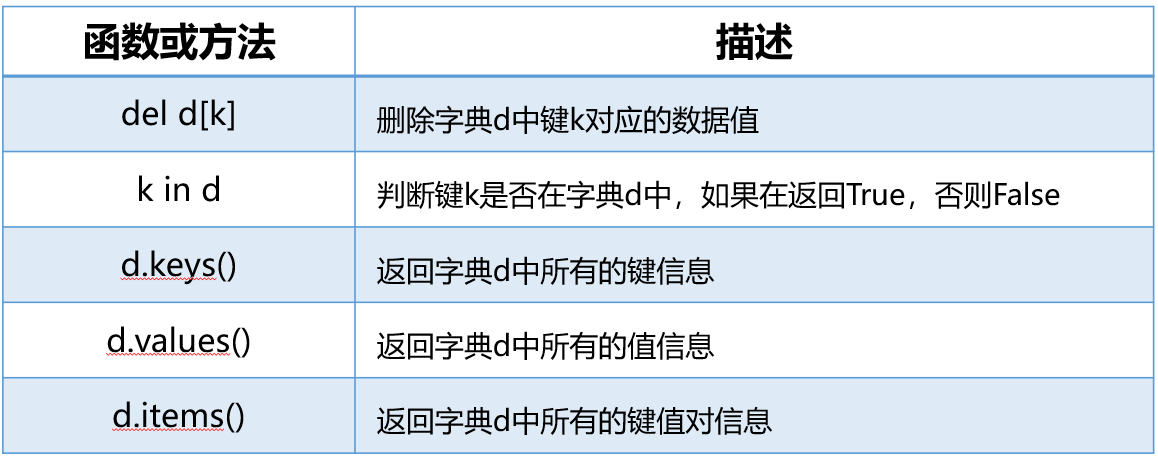 函数或方法 描述
del d[k] 删除字典d中键k对应的数据值
k in d 判断键k是否在字典d中，如果在返回True，否则False
d.keys() 返回字典d中所有的键信息
d.values() 返回字典d中所有的值信息
d.items() 返回字典d中所有的键值对信息